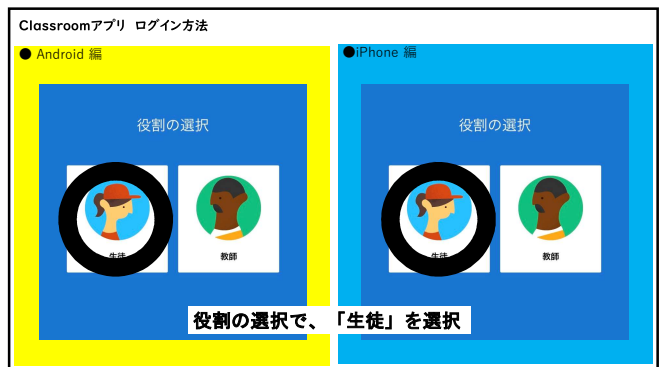 Classroomアプリ ログイン方法
● Android 編
●iPhone 編
役割の選択
役割の選択
生徒
教師
生徒
教師
役割の選択で、「生徒」を選択